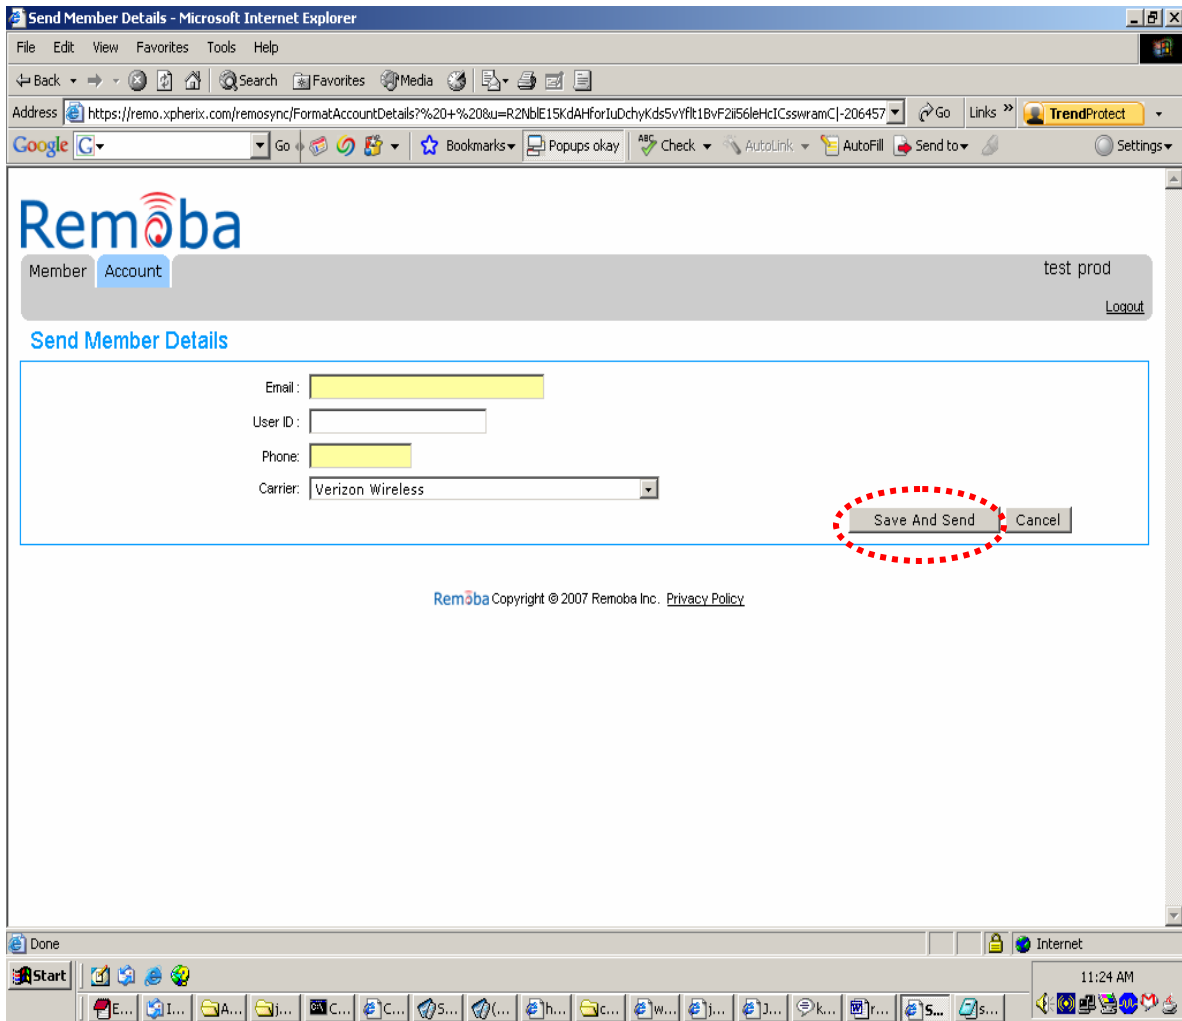 Send Member Details - Microsoft Internet Explorer
File Edit View Favorites Tools Help
Back Search Favorites Media
Address https://remo.xpherix.com/remosync/FormatAccountDetails?%20+%20&u= Go Links » TrendProtect
Google G Go Bookmarks Popups okay ABC Check AutoLink AutoFill Send to Settings
Remoba
Member Account test prod
Logout
Send Member Details
Email :
User ID :
Phone:
Carrier: Verizon Wireless
Save And Send Cancel
Remoba Copyright © 2007 Remoba Inc. Privacy Policy
Done Internet
Start 11:24 AM
E... I... A... j... C... C... S... (... h... c... w... j... J... k... r... S... s...